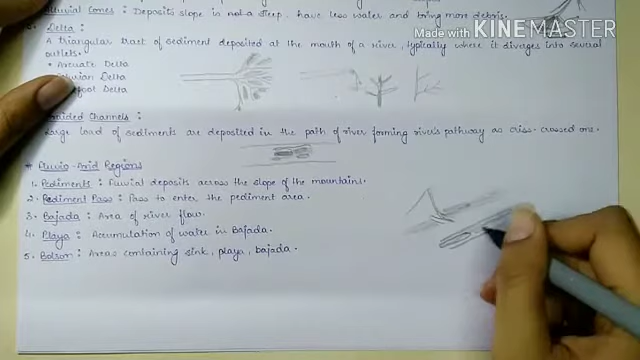 Alluvial Cones : Deposits slope is not a steep. have less water and bring more debris.
Made with KINEMASTER
Delta :
A triangular tract of sediment deposited at the mouth of a river, typically where it diverges into several
outlets.
* Arcuate Delta
Delta
foot Delta
Braided Channels :
Large load of sediments are deposited in the path of river forming river's pathway as criss-crossed one.
* Fluvio-Arid Regions
1. Pediments : Fluvial deposits across the slope of the mountains.
2. Pediment Pass : Pass to enter the pediment area.
3. Bajada : Area of river flow.
4. Playa : Accumulation of water in Bajada.
5. Bolson : Areas containing sink, playa, bajada.